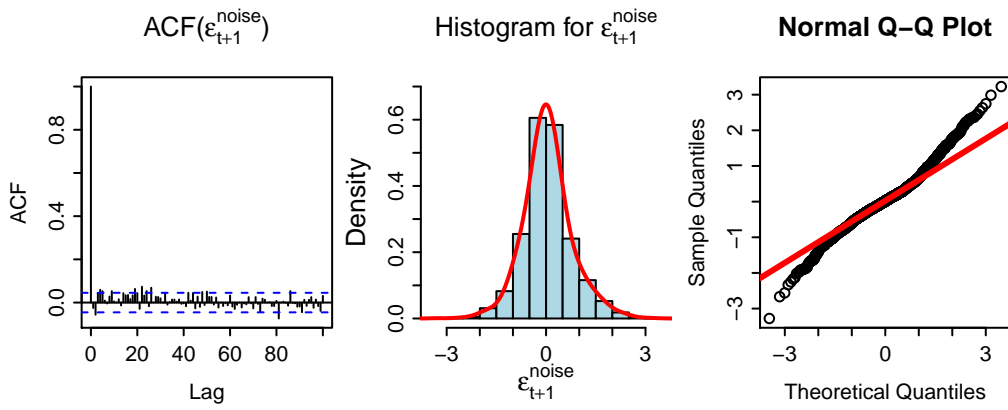 ACF(ε_{t+1}^{noise})
ACF
0.0 0.4 0.8
0 20 40 60 80
Lag
Histogram for ε_{t+1}^{noise}
Density
0.0 0.2 0.4 0.6
−3 0 3
ε_{t+1}^{noise}
Normal Q−Q Plot
Sample Quantiles
−3 −1 1 2 3
−3 0 3
Theoretical Quantiles